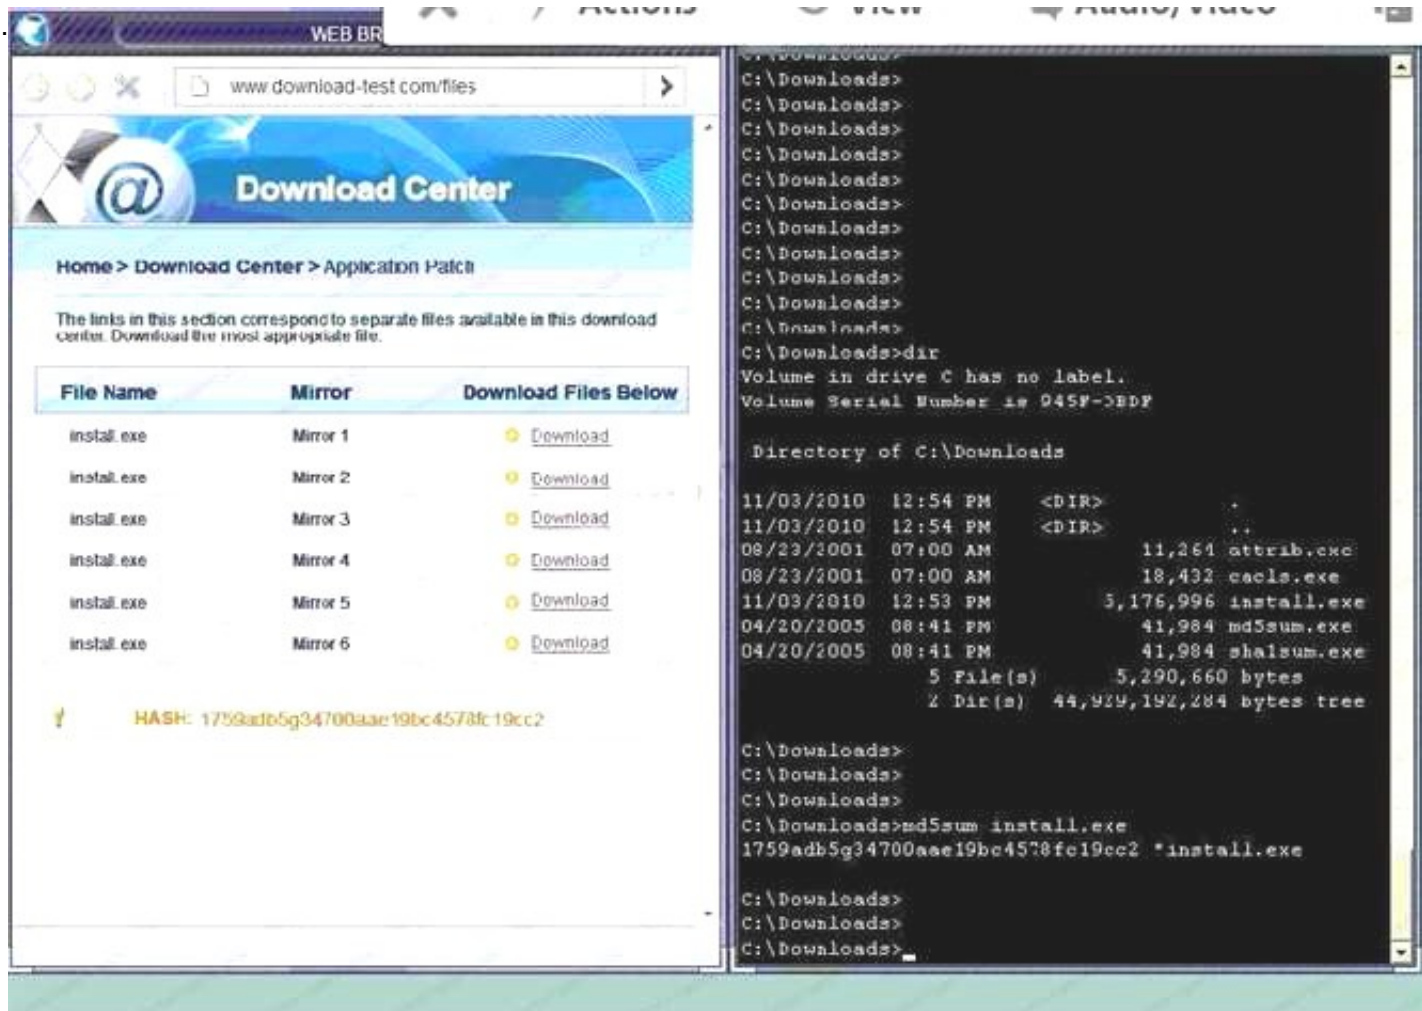 Actions View Audio/Video
WEB BR
www.download-test.com/files
Download Center
Home > Download Center > Application Patch
The links in this section correspond to separate files available in this download
center. Download the most appropriate file.
File Name Mirror Download Files Below
install.exe Mirror 1 Download
install.exe Mirror 2 Download
install.exe Mirror 3 Download
install.exe Mirror 4 Download
install.exe Mirror 5 Download
install.exe Mirror 6 Download
HASH: 1759adb5g34700aae19bc4578fc19cc2
C:\Downloads>
C:\Downloads>
C:\Downloads>
C:\Downloads>
C:\Downloads>
C:\Downloads>
C:\Downloads>
C:\Downloads>
C:\Downloads>
C:\Downloads>
C:\Downloads>
C:\Downloads>
C:\Downloads>dir
Volume in drive C has no label.
Volume Serial Number is
Directory of C:\Downloads
11/03/2010 12:54 PM <DIR> .
11/03/2010 12:54 PM <DIR> ..
08/23/2001 07:00 AM 11,264 attrib.exe
08/23/2001 07:00 AM 18,432 cacls.exe
11/03/2010 12:53 PM 5,176,996 install.exe
04/20/2005 08:41 PM 41,984 md5sum.exe
04/20/2005 08:41 PM 41,984 sha1sum.exe
5 File(s) 5,290,660 bytes
2 Dir(s) 44,929,192,284 bytes tree
C:\Downloads>
C:\Downloads>
C:\Downloads>
C:\Downloads>md5sum install.exe
1759adb5g34700aae19bc4578fc19cc2 *install.exe
C:\Downloads>
C:\Downloads>
C:\Downloads>